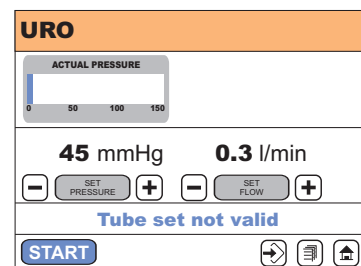 URO
ACTUAL PRESSURE
0 50 100 150
45 mmHg 0.3 l/min
SET PRESSURE SET FLOW
Tube set not valid
START